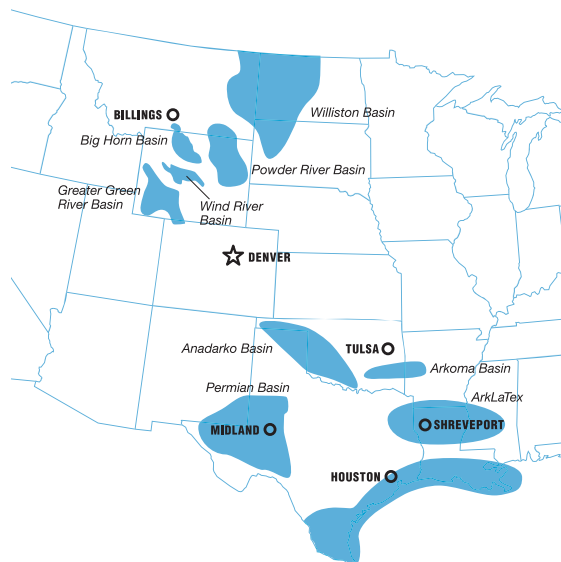 Williston Basin
BILLINGS
Big Horn Basin
Powder River Basin
Greater Green
River Basin
Wind River
Basin
DENVER
Anadarko Basin
TULSA
Arkoma Basin
Permian Basin
ArkLaTex
MIDLAND
SHREVEPORT
HOUSTON